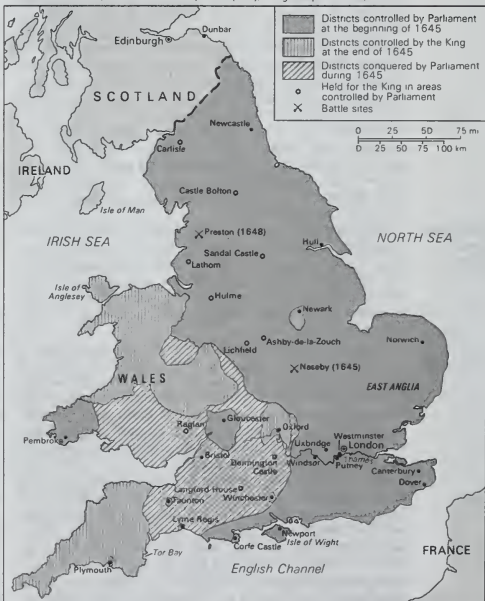 Districts controlled by Parliament
at the beginning of 1645
Districts controlled by the King
at the end of 1645
Districts conquered by Parliament
during 1645
Held for the King in areas
controlled by Parliament
Battle sites
0 25 50 75 mi
0 25 50 75 100 km
Dunbar
Edinburgh
SCOTLAND
Newcastle
Carlisle
IRELAND
Castle Bolton
Isle of Man
IRISH SEA
Preston (1648)
NORTH SEA
Hull
Sandal Castle
Lathom
Isle of
Anglesey
Hulme
Newark
Ashby-de-la-Zouch
Norwich
Lichfield
WALES
Naseby (1645)
EAST ANGLIA
Gloucester
Raglan
Oxford
Pembroke
Uxbridge
Westminster
London
Bristol
Windsor
Thames
Putney
Dennington
Castle
Canterbury
Dover
Langford House
Taunton
Winchester
Lyme Regis
Newport
Isle of Wight
Corfe Castle
Tor Bay
FRANCE
Plymouth
English Channel